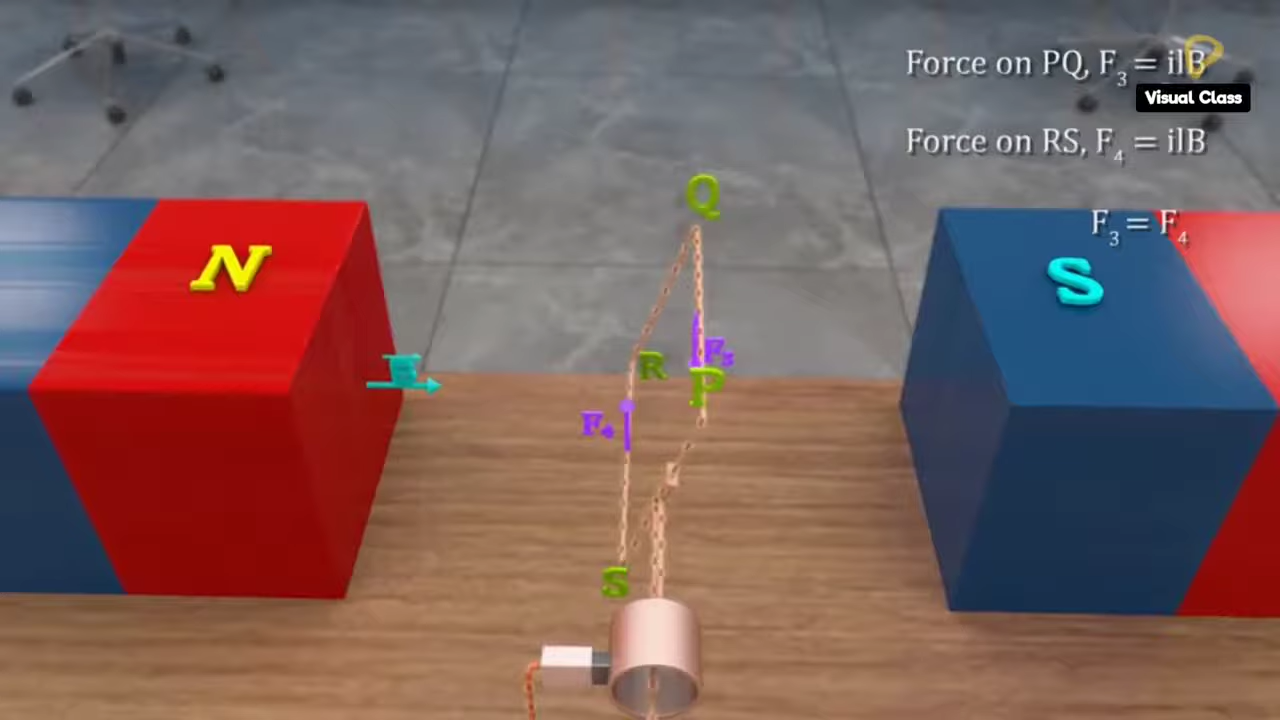 Force on PQ, F₃ = ilB
Visual Class
Force on RS, F₄ = ilB
F₃ = F₄
Q
N
S
R
F₃
P
F₄
S